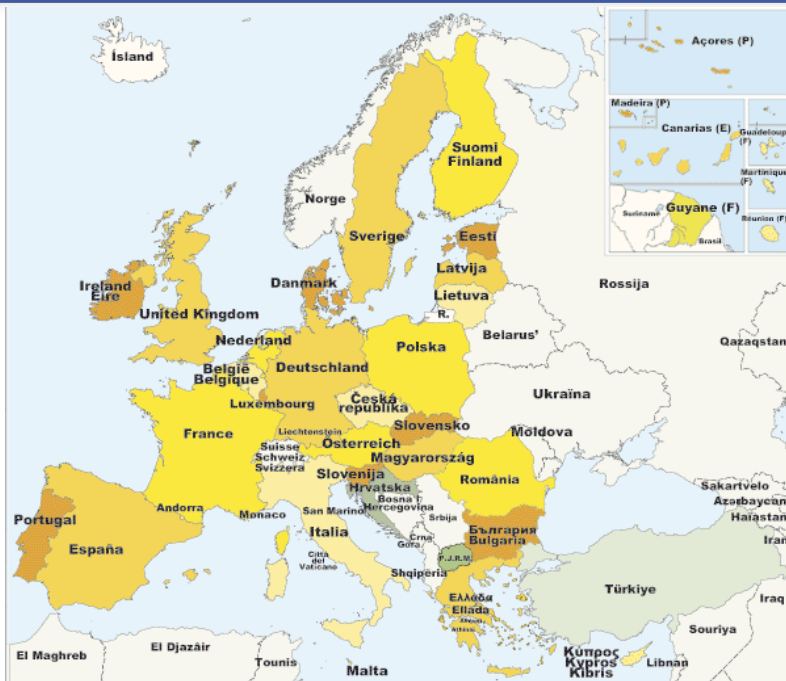 Ísland
Açores (P)
Madeira (P)
Canarias (E)
Guadeloupe
(F)
Martinique
(F)
Guyane (F)
Suriname
Brasil
Réunion (F)
Suomi
Finland
Norge
Sverige
Eesti
Latvija
Lietuva
R.
Rossija
Danmark
Ireland
Éire
United Kingdom
Nederland
België
Belgique
Deutschland
Polska
Belarus'
Qazaqstan
Luxembourg
Česká
republika
Ukraïna
France
Liechtenstein
Slovensko
Moldova
Suisse
Schweiz
Svizzera
Österreich
Magyarország
România
Slovenija
Hrvatska
Bosna i
Hercegovina
Sakartvelo
Azərbaycan
Haïastan
Iran
Andorra
Monaco
San Marino
Italia
Srbija
Portugal
España
Città
del
Vaticano
Crna
Gora
България
Bulgaria
P.J.R.M.
Shqipëria
Türkiye
Iraq
Ελλάδα
Ellada
El Maghreb
El Djazâir
Tounis
Malta
Κύπρος
Kypros
Kibris
Souriya
Libnan